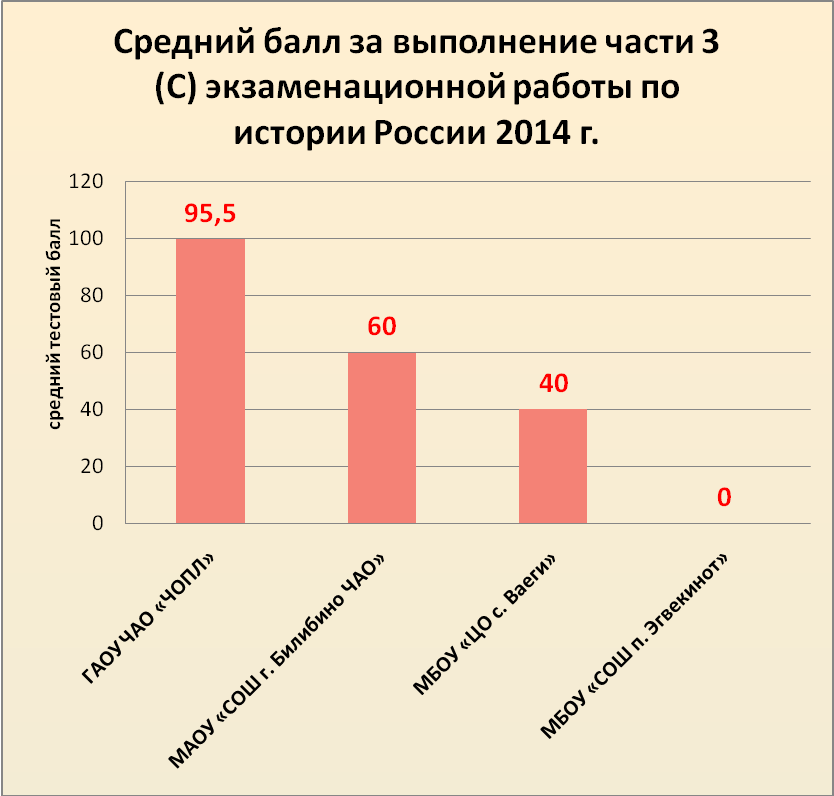 Средний балл за выполнение части 3
(С) экзаменационной работы по
истории России 2014 г.
средний тестовый балл
120
100
80
60
40
20
0
95,5
60
40
0
ГАОУ ЧАО «ЧОПЛ»
МАОУ «СОШ г. Билибино ЧАО»
МБОУ «ЦО с. Ваеги»
МБОУ «СОШ п. Эгвекинот»